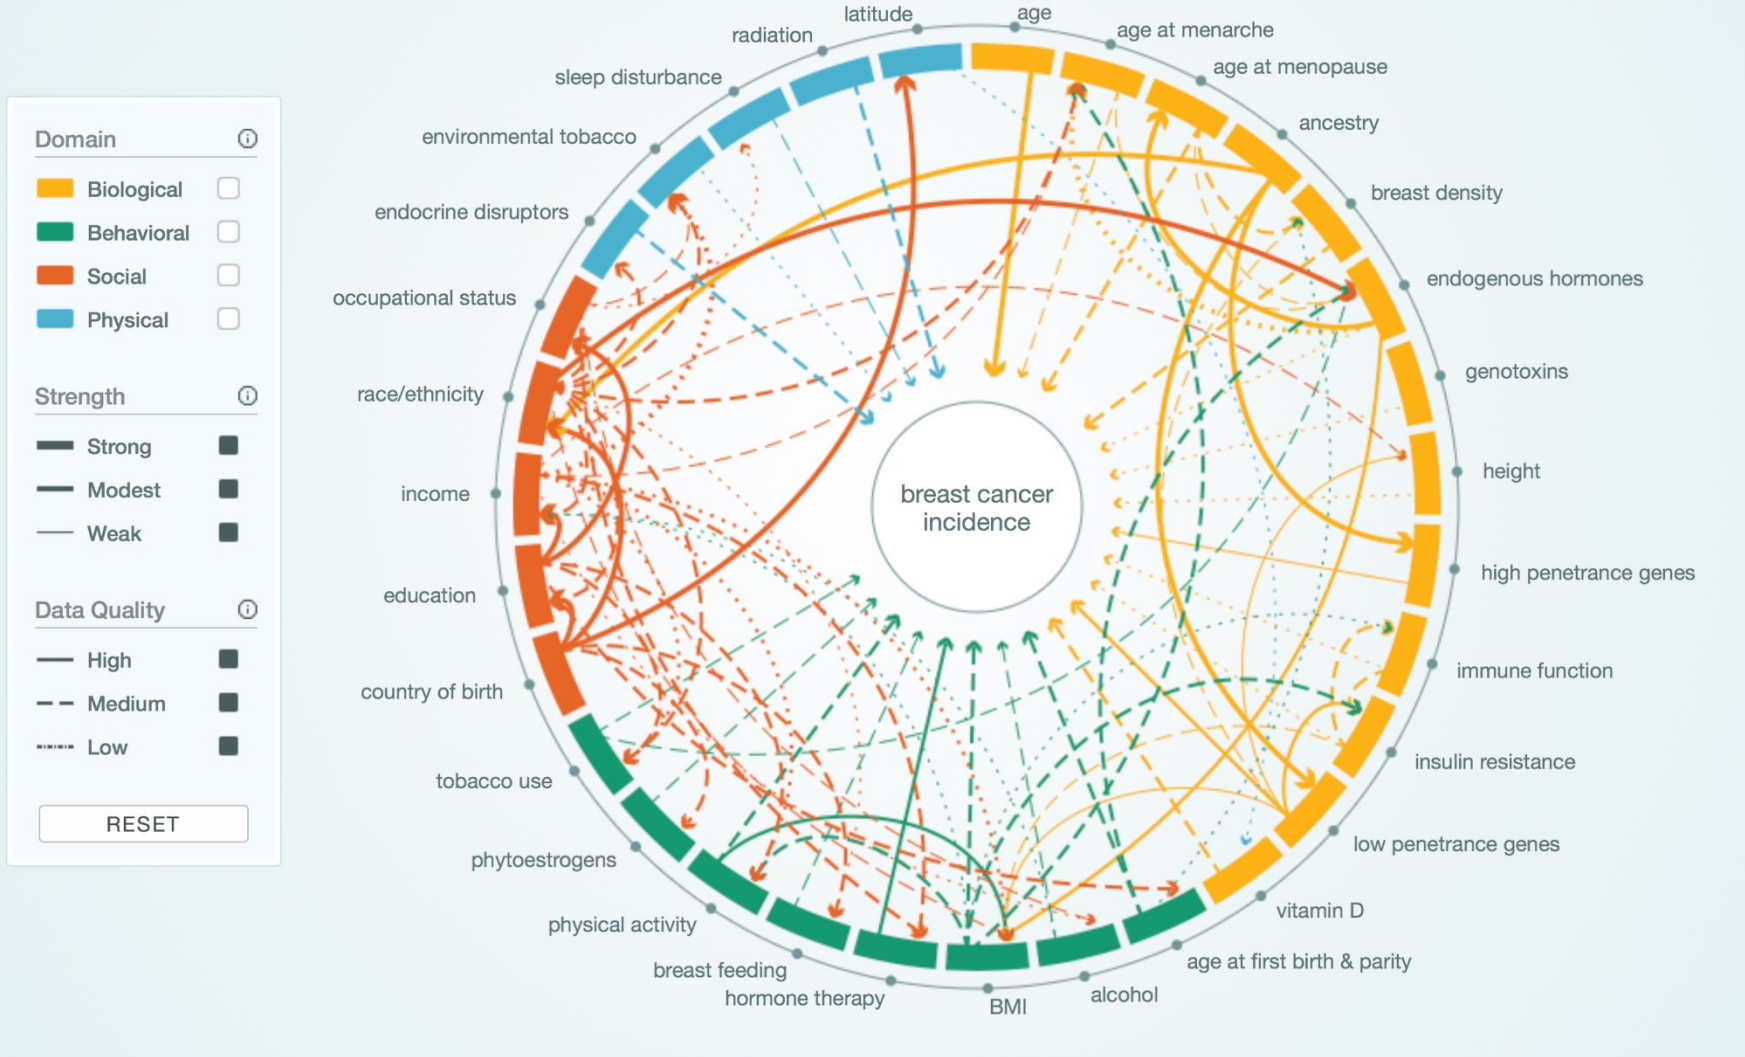 Domain
Biological
Behavioral
Social
Physical
Strength
Strong
Modest
Weak
Data Quality
High
Medium
Low
RESET
latitude
age
radiation
age at menarche
sleep disturbance
age at menopause
environmental tobacco
ancestry
endocrine disruptors
breast density
occupational status
endogenous hormones
race/ethnicity
genotoxins
income
height
breast cancer
incidence
education
high penetrance genes
country of birth
immune function
tobacco use
insulin resistance
phytoestrogens
low penetrance genes
physical activity
vitamin D
breast feeding
age at first birth & parity
hormone therapy
alcohol
BMI